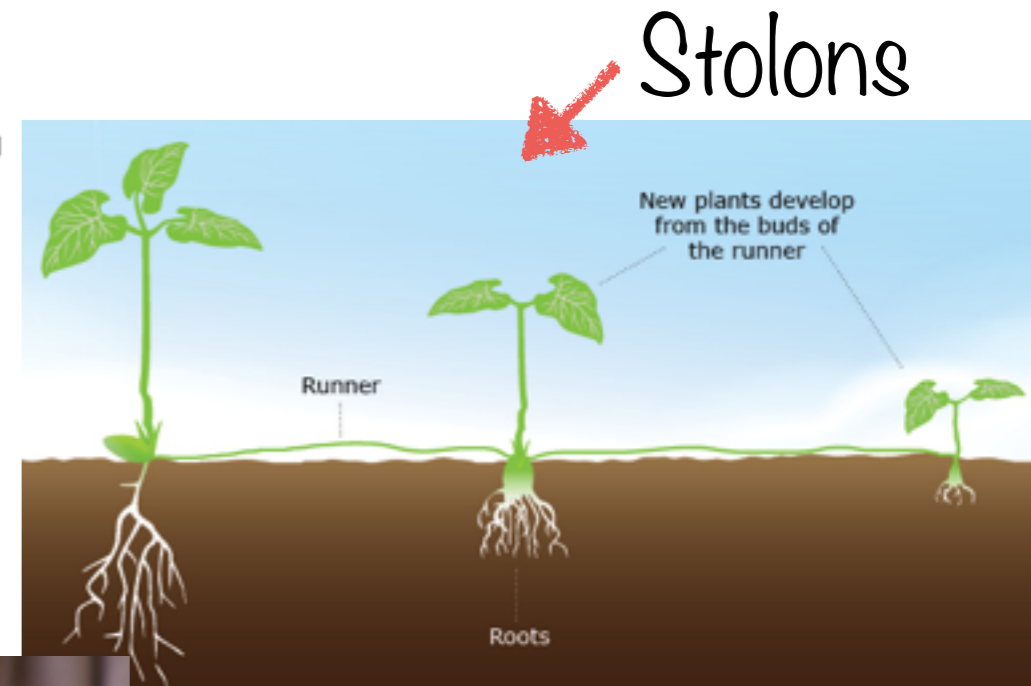 Stolons
New plants develop
from the buds of
the runner
Runner
Roots